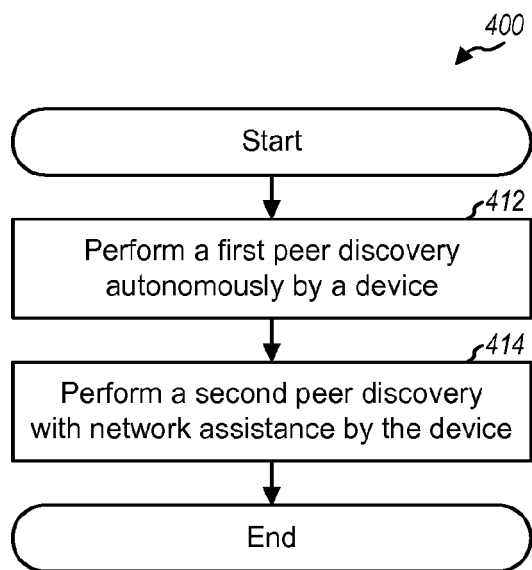 400
Start
412
Perform a first peer discovery
autonomously by a device
414
Perform a second peer discovery
with network assistance by the device
End